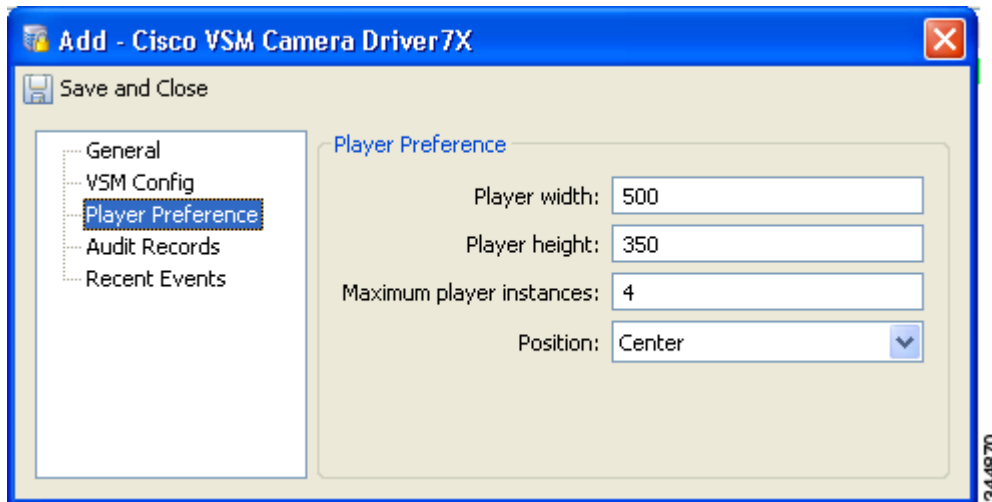 Add - Cisco VSM Camera Driver7X
Save and Close
General
VSM Config
Player Preference
Audit Records
Recent Events
Player Preference
Player width: 500
Player height: 350
Maximum player instances: 4
Position: Center
344870